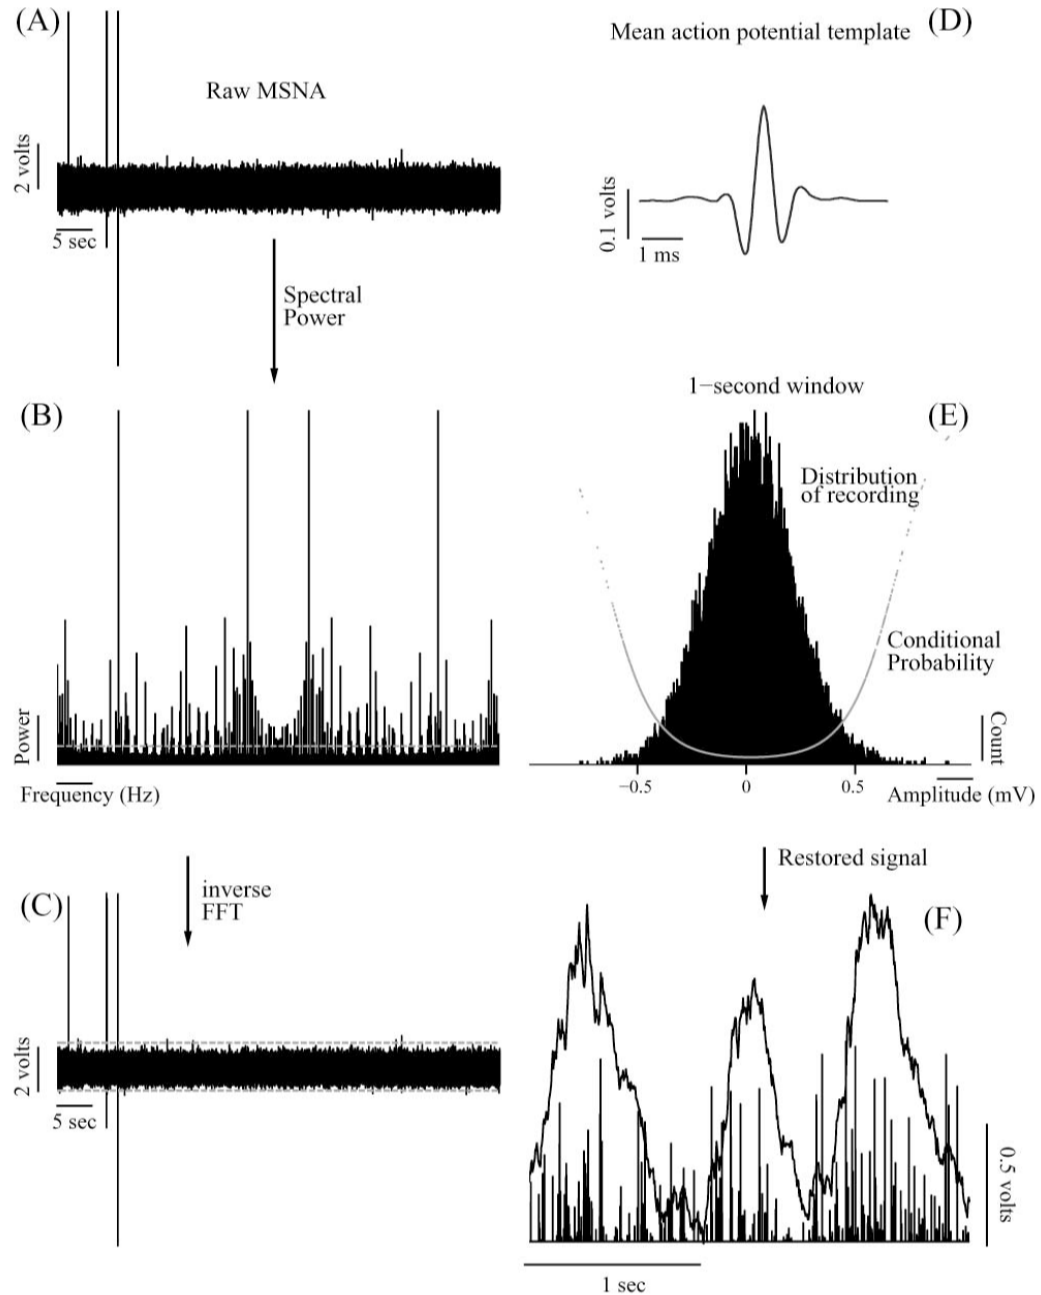 (A)
Raw MSNA
2 volts
5 sec
Spectral
Power
(B)
Power
Frequency (Hz)
inverse
FFT
(C)
2 volts
5 sec
Mean action potential template
(D)
0.1 volts
1 ms
1−second window
(E)
Distribution
of recording
Conditional
Probability
Count
−0.5
0
0.5
Amplitude (mV)
Restored signal
(F)
0.5 volts
1 sec